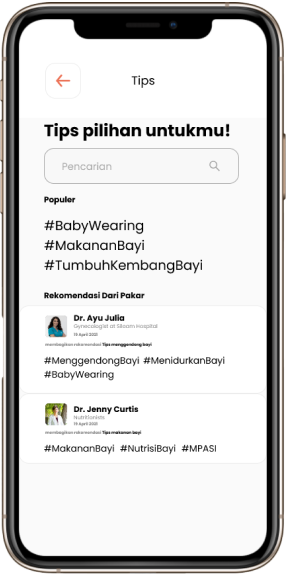 Tips
Tips pilihan untukmu!
Pencarian
Populer
#BabyWearing
#MakananBayi
#TumbuhKembangBayi
Rekomendasi Dari Pakar
Dr. Ayu Julia
Gynecologist at Siloam Hospital
19 April 2021
membagikan rekomendasi Tips menggendong bayi
#MenggendongBayi #MenidurkanBayi
#BabyWearing
Dr. Jenny Curtis
Nutritionists
19 April 2021
membagikan rekomendasi Tips makanan bayi
#MakananBayi #NutrisiBayi #MPASI